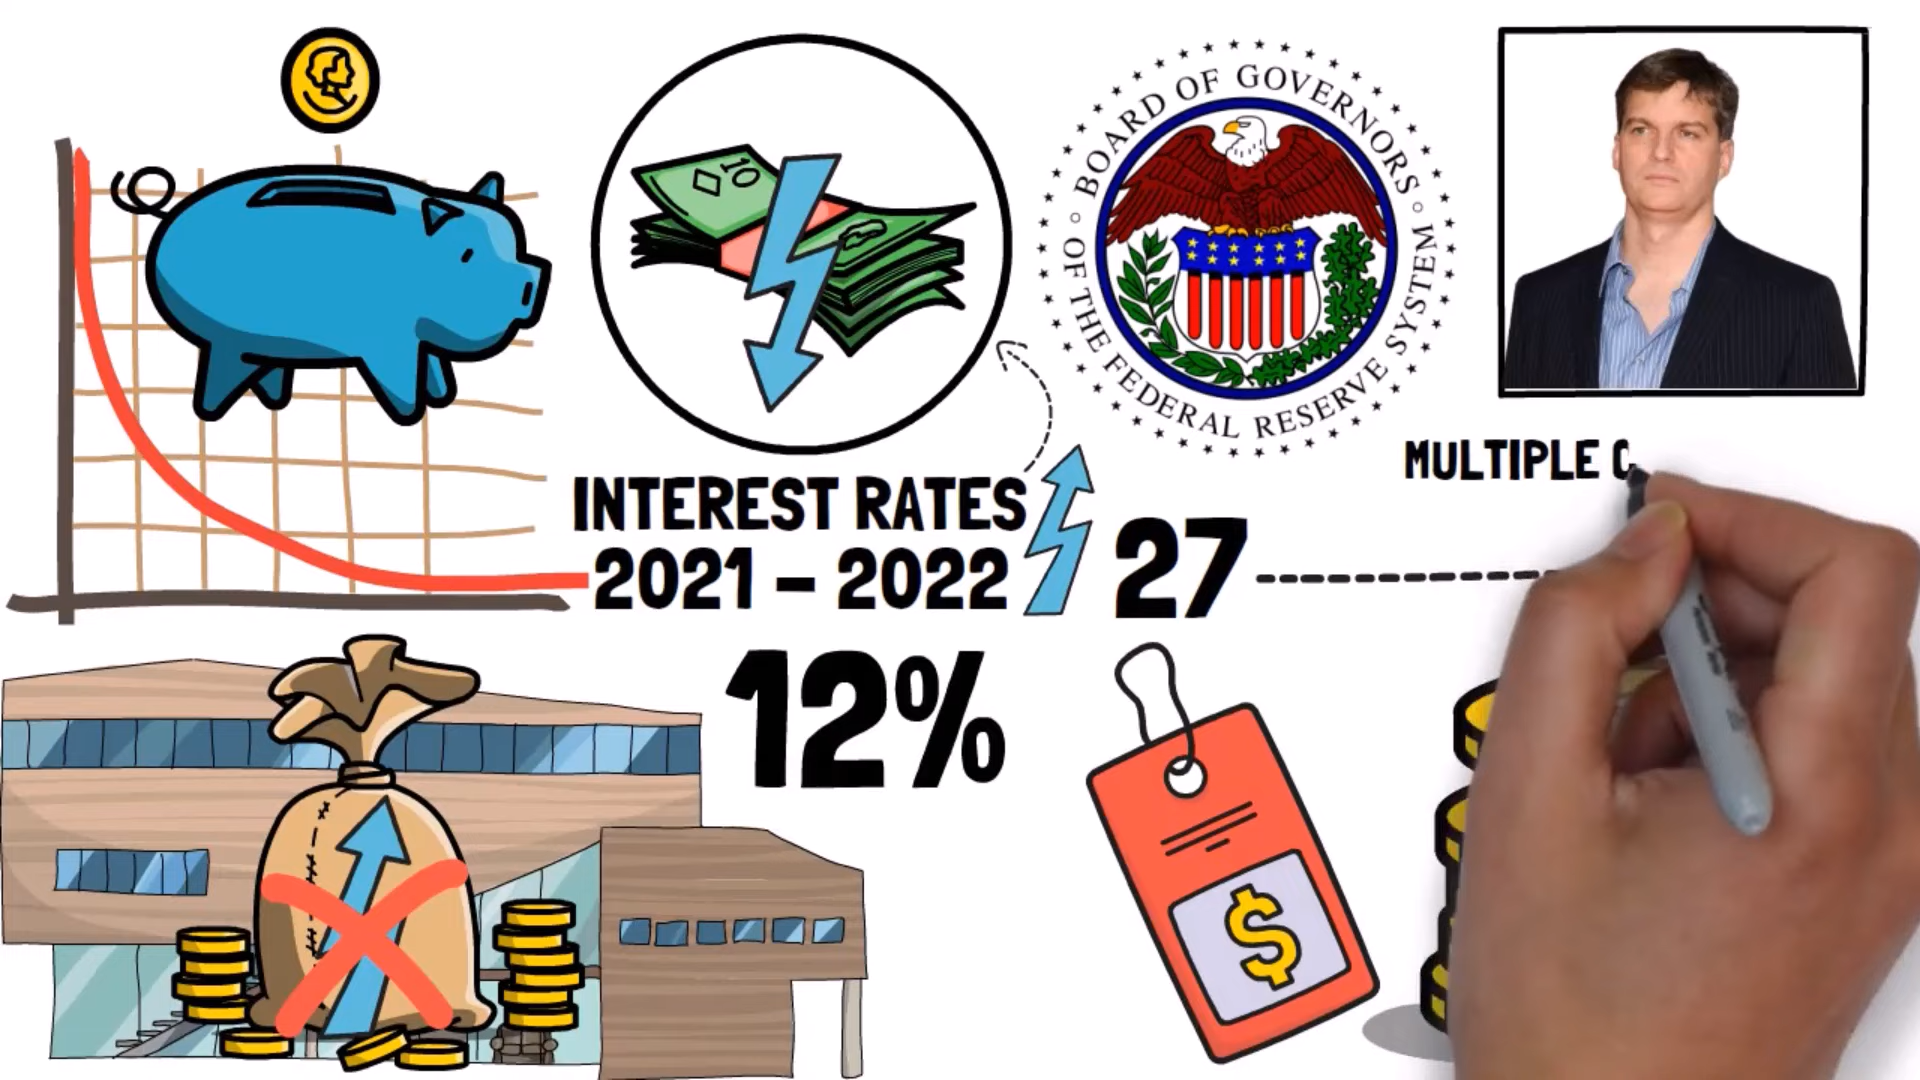 BOARD OF GOVERNORS
OF THE FEDERAL RESERVE SYSTEM
10
MULTIPLE C
INTEREST RATES
2021 – 2022
27
12%
$